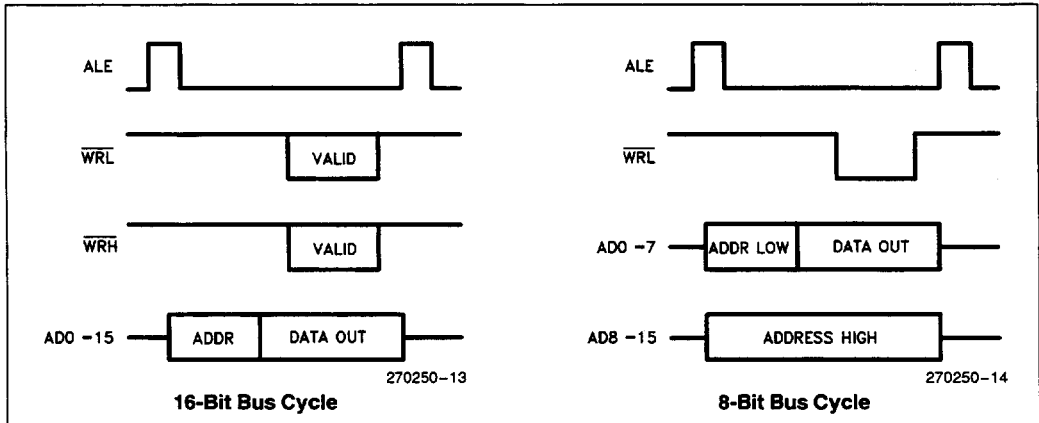 ALE
WRL
VALID
WRH
VALID
AD0 -15
ADDR
DATA OUT
270250-13
16-Bit Bus Cycle
ALE
WRL
AD0 -7
ADDR LOW
DATA OUT
AD8 -15
ADDRESS HIGH
270250-14
8-Bit Bus Cycle